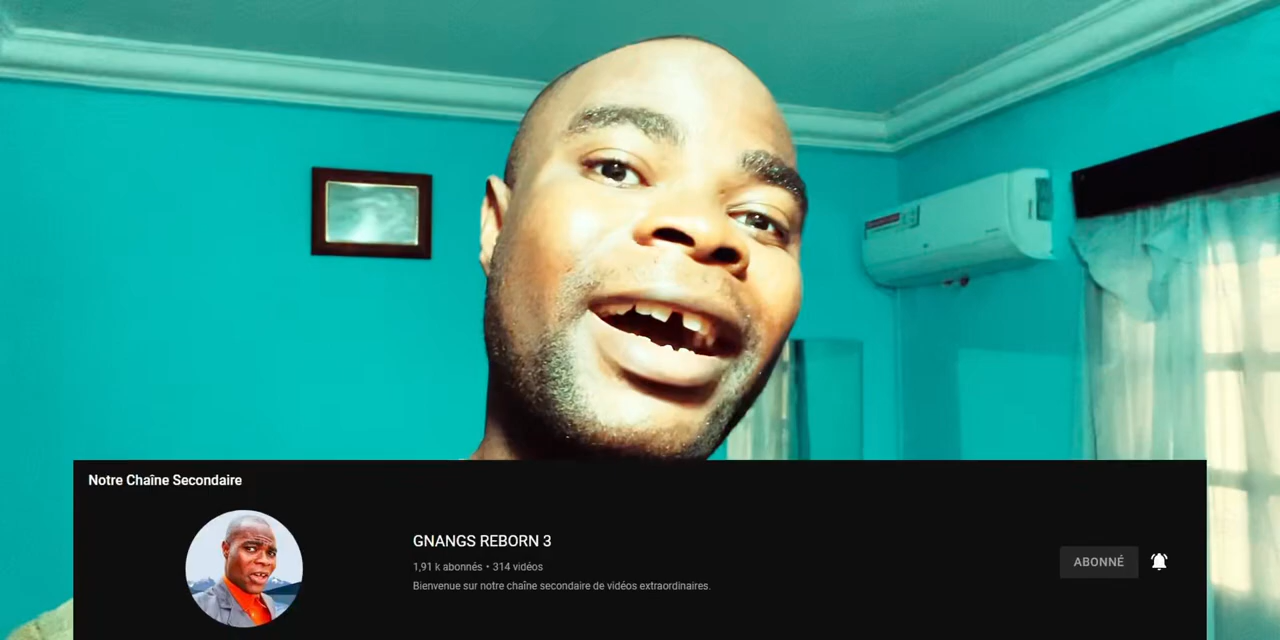 Notre Chaîne Secondaire
GNANGS REBORN 3
1,91 k abonnés • 314 vidéos
Bienvenue sur notre chaîne secondaire de vidéos extraordinaires.
ABONNÉ